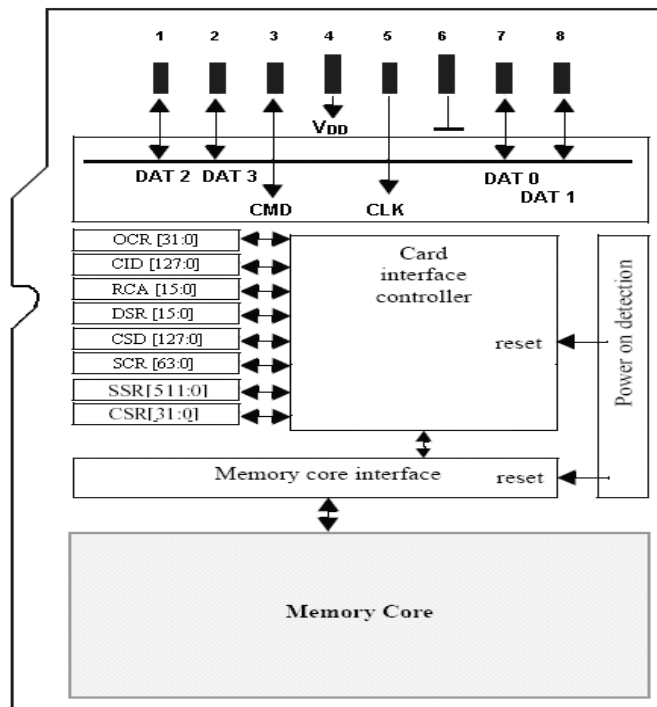 1 2 3 4 5 6 7 8
VDD
DAT 2 DAT 3 DAT 0
DAT 1
CMD CLK
OCR [31:0]
CID [127:0]
RCA [15:0]
DSR [15:0]
CSD [127:0]
SCR [63:0]
SSR[511:0]
CSR[31:0]
Card
interface
controller
reset
Power on detection
Memory core interface
reset
Memory Core